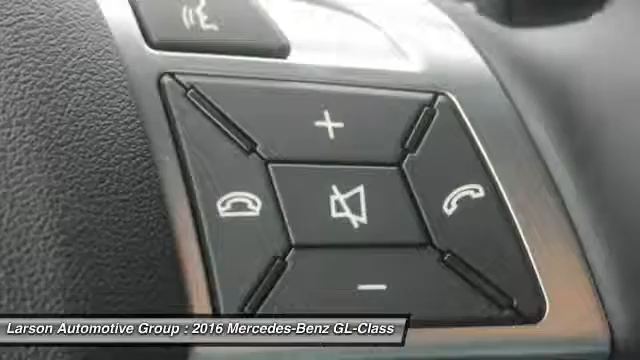 +
−
Larson Automotive Group : 2016 Mercedes-Benz GL-Class